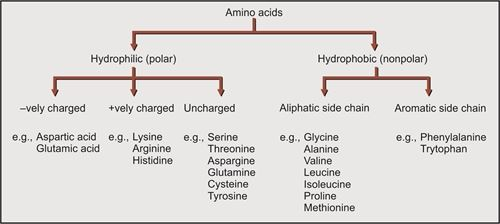 Amino acids
Hydrophilic (polar)
Hydrophobic (nonpolar)
–vely charged
+vely charged
Uncharged
Aliphatic side chain
Aromatic side chain
e.g., Aspartic acid
Glutamic acid
e.g., Lysine
Arginine
Histidine
e.g., Serine
Threonine
Aspargine
Glutamine
Cysteine
Tyrosine
e.g., Glycine
Alanine
Valine
Leucine
Isoleucine
Proline
Methionine
e.g., Phenylalanine
Trytophan